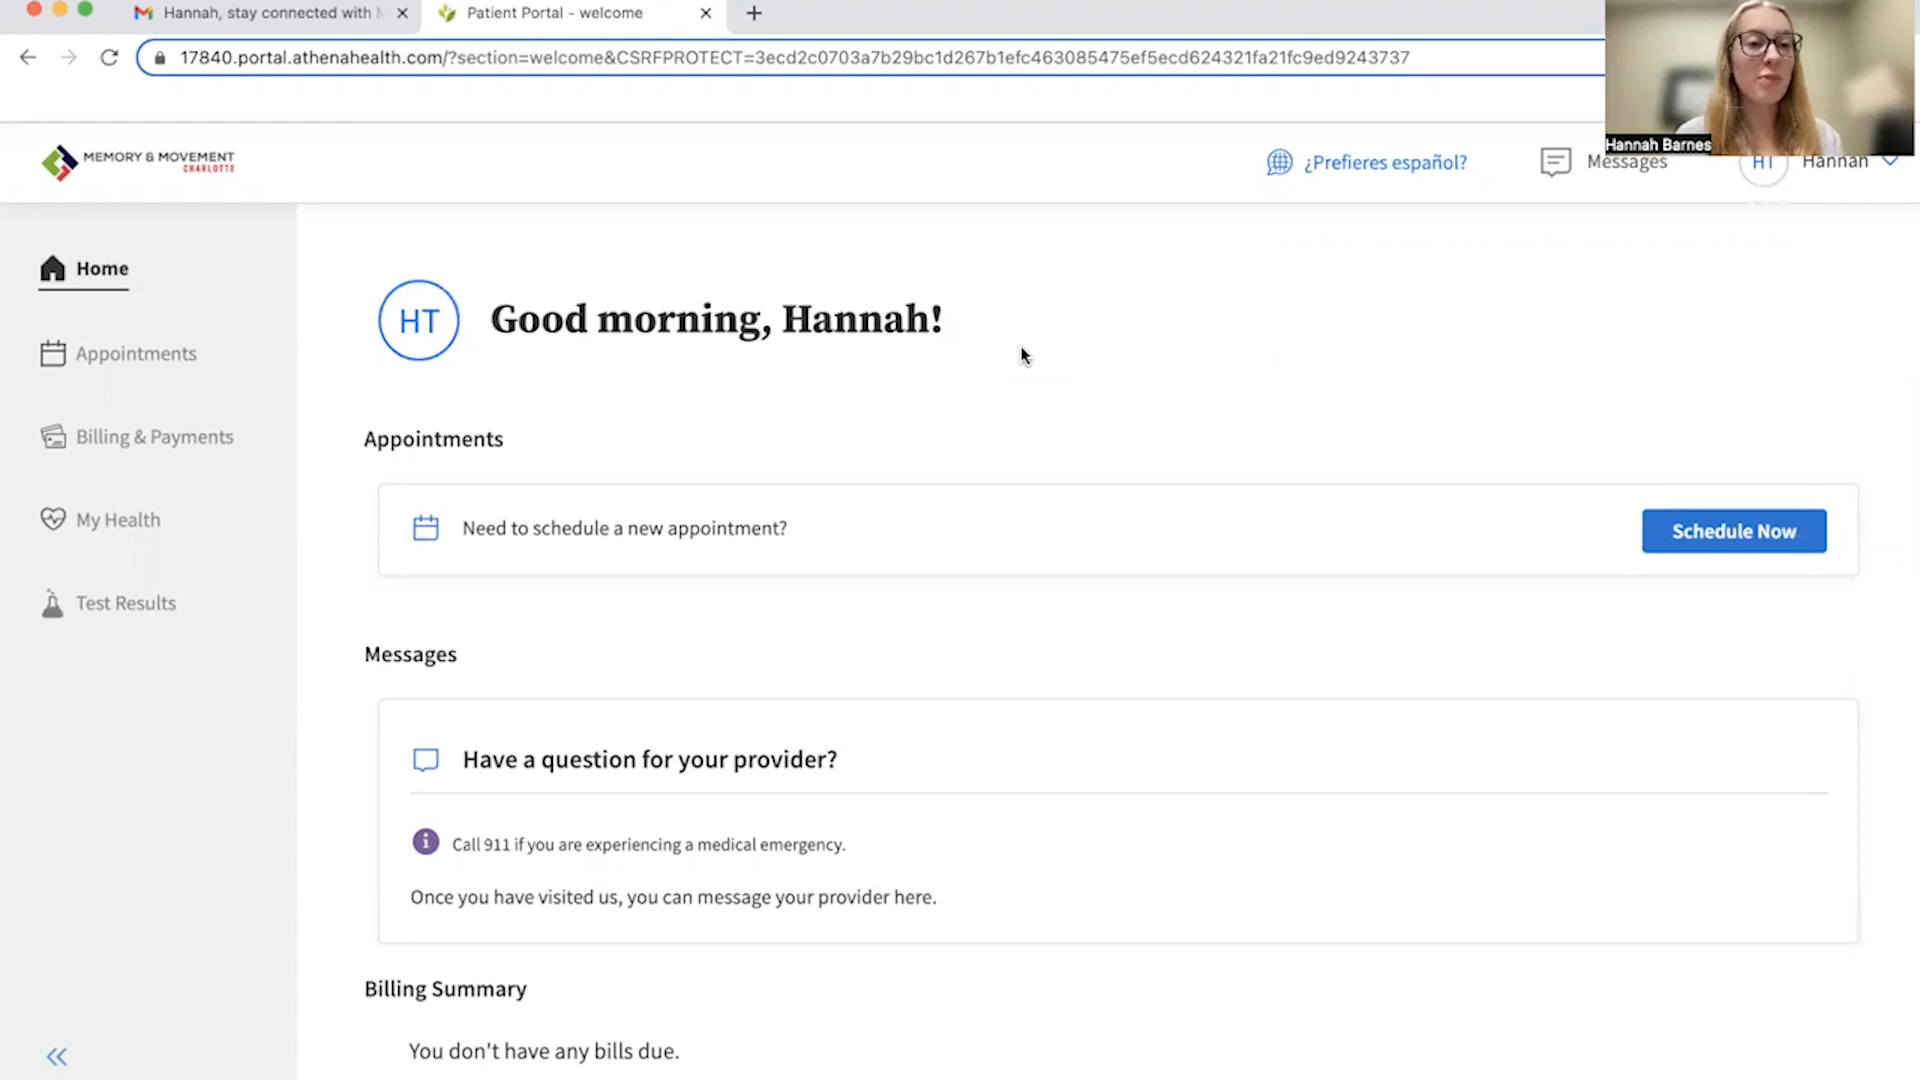 Hannah, stay connected with
Patient Portal - welcome
17840.portal.athenahealth.com/?section=welcome&CSRFPROTECT=3ecd2c0703a7b29bc1d267b1efc463085475ef5ecd624321fa21fc9ed9243737
Hannah Barnes
MEMORY & MOVEMENT
CHARLOTTE
¿Prefieres español?
Messages
HT
Hannah
Home
Appointments
Billing & Payments
My Health
Test Results
HT
Good morning, Hannah!
Appointments
Need to schedule a new appointment?
Schedule Now
Messages
Have a question for your provider?
Call 911 if you are experiencing a medical emergency.
Once you have visited us, you can message your provider here.
Billing Summary
You don't have any bills due.